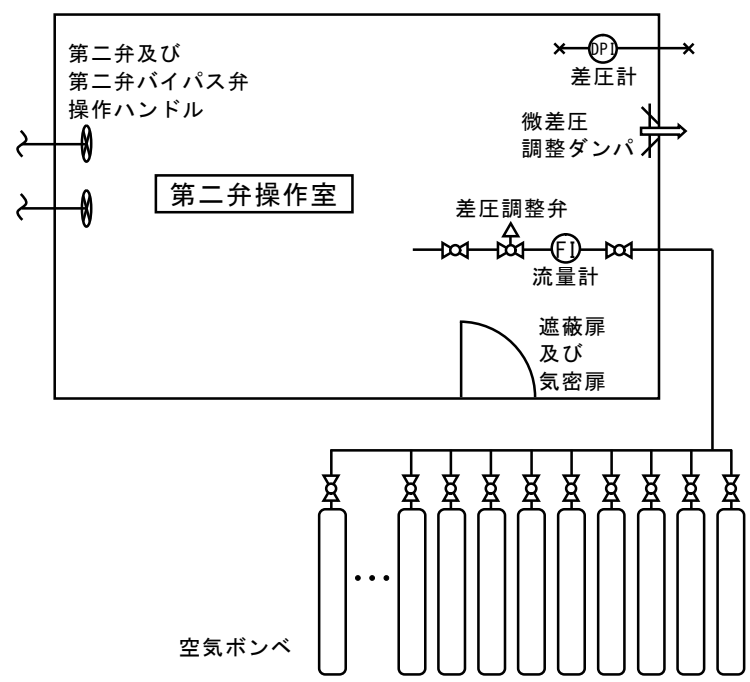 第二弁及び
第二弁バイパス弁
操作ハンドル
DPI
差圧計
微差圧
調整ダンパ
第二弁操作室
差圧調整弁
FI
流量計
遮蔽扉
及び
気密扉
空気ボンベ